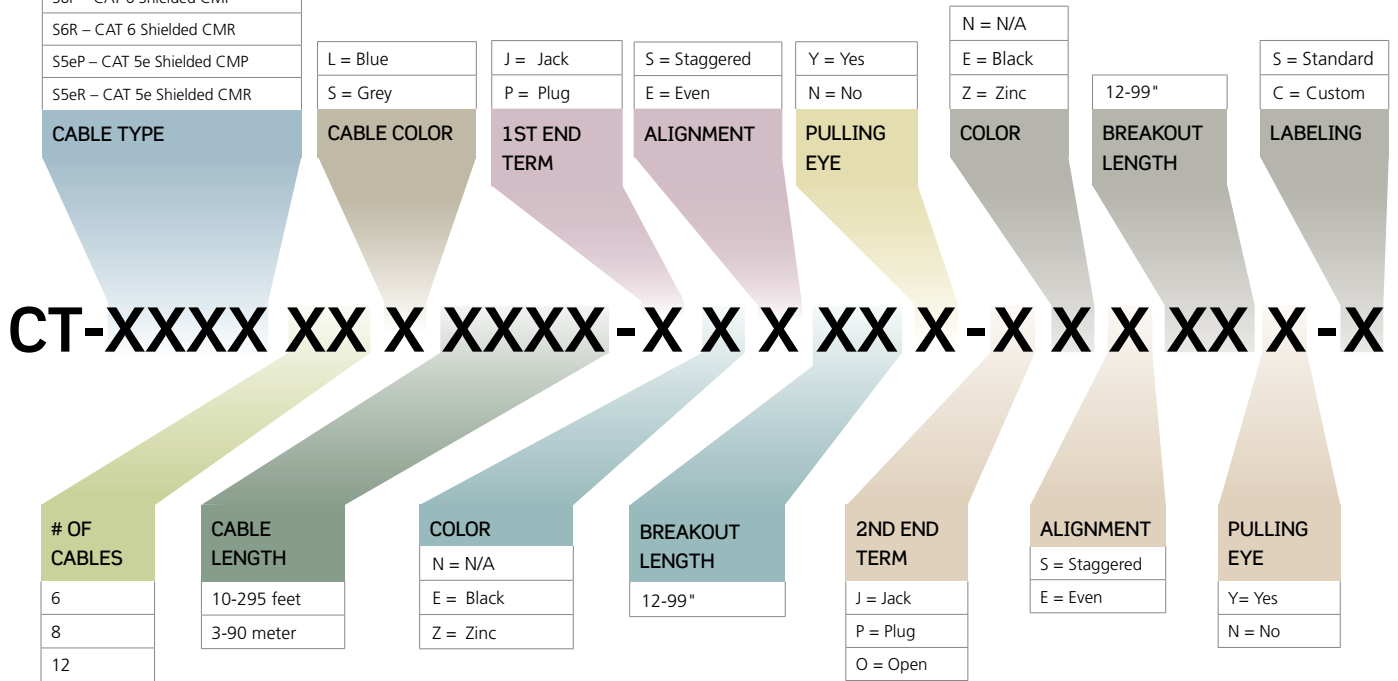 S6R – CAT 6 Shielded CMR
S5eP – CAT 5e Shielded CMP
S5eR – CAT 5e Shielded CMR
CABLE TYPE
L = Blue
S = Grey
CABLE COLOR
J = Jack
P = Plug
1ST END
TERM
S = Staggered
E = Even
ALIGNMENT
Y = Yes
N = No
PULLING
EYE
N = N/A
E = Black
Z = Zinc
COLOR
12-99"
BREAKOUT
LENGTH
S = Standard
C = Custom
LABELING
CT-XXXX XX X XXXX-X X X XX X-X X X XX X-X
# OF
CABLES
6
8
12
CABLE
LENGTH
10-295 feet
3-90 meter
COLOR
N = N/A
E = Black
Z = Zinc
BREAKOUT
LENGTH
12-99"
2ND END
TERM
J = Jack
P = Plug
O = Open
ALIGNMENT
S = Staggered
E = Even
PULLING
EYE
Y= Yes
N = No